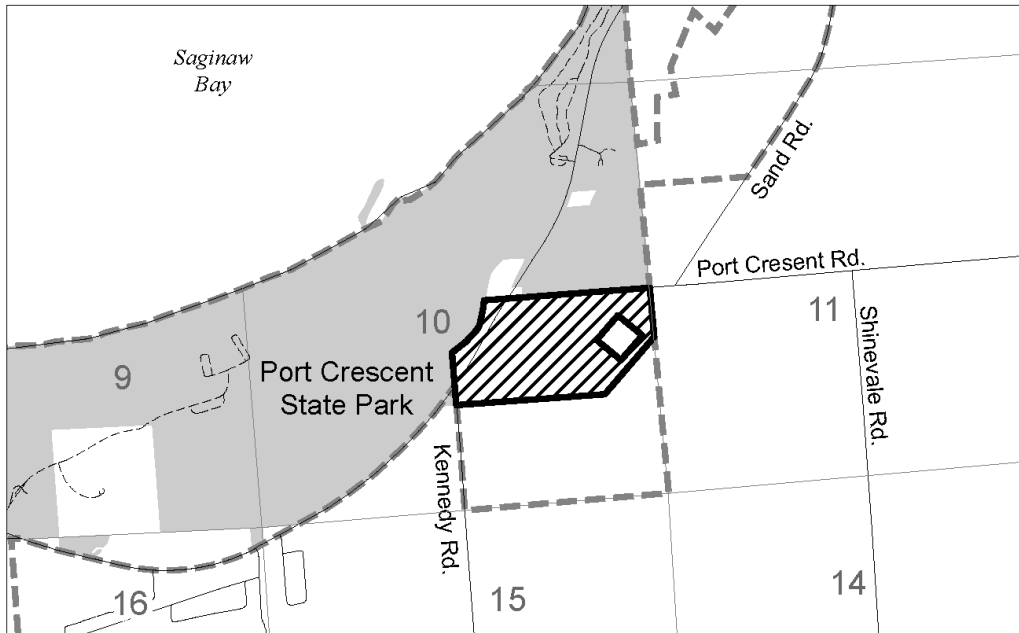 Saginaw
Bay
Sand Rd.
Port Cresent Rd.
10
11
9
Port Crescent
State Park
Shinevale Rd.
Kennedy Rd.
16
15
14